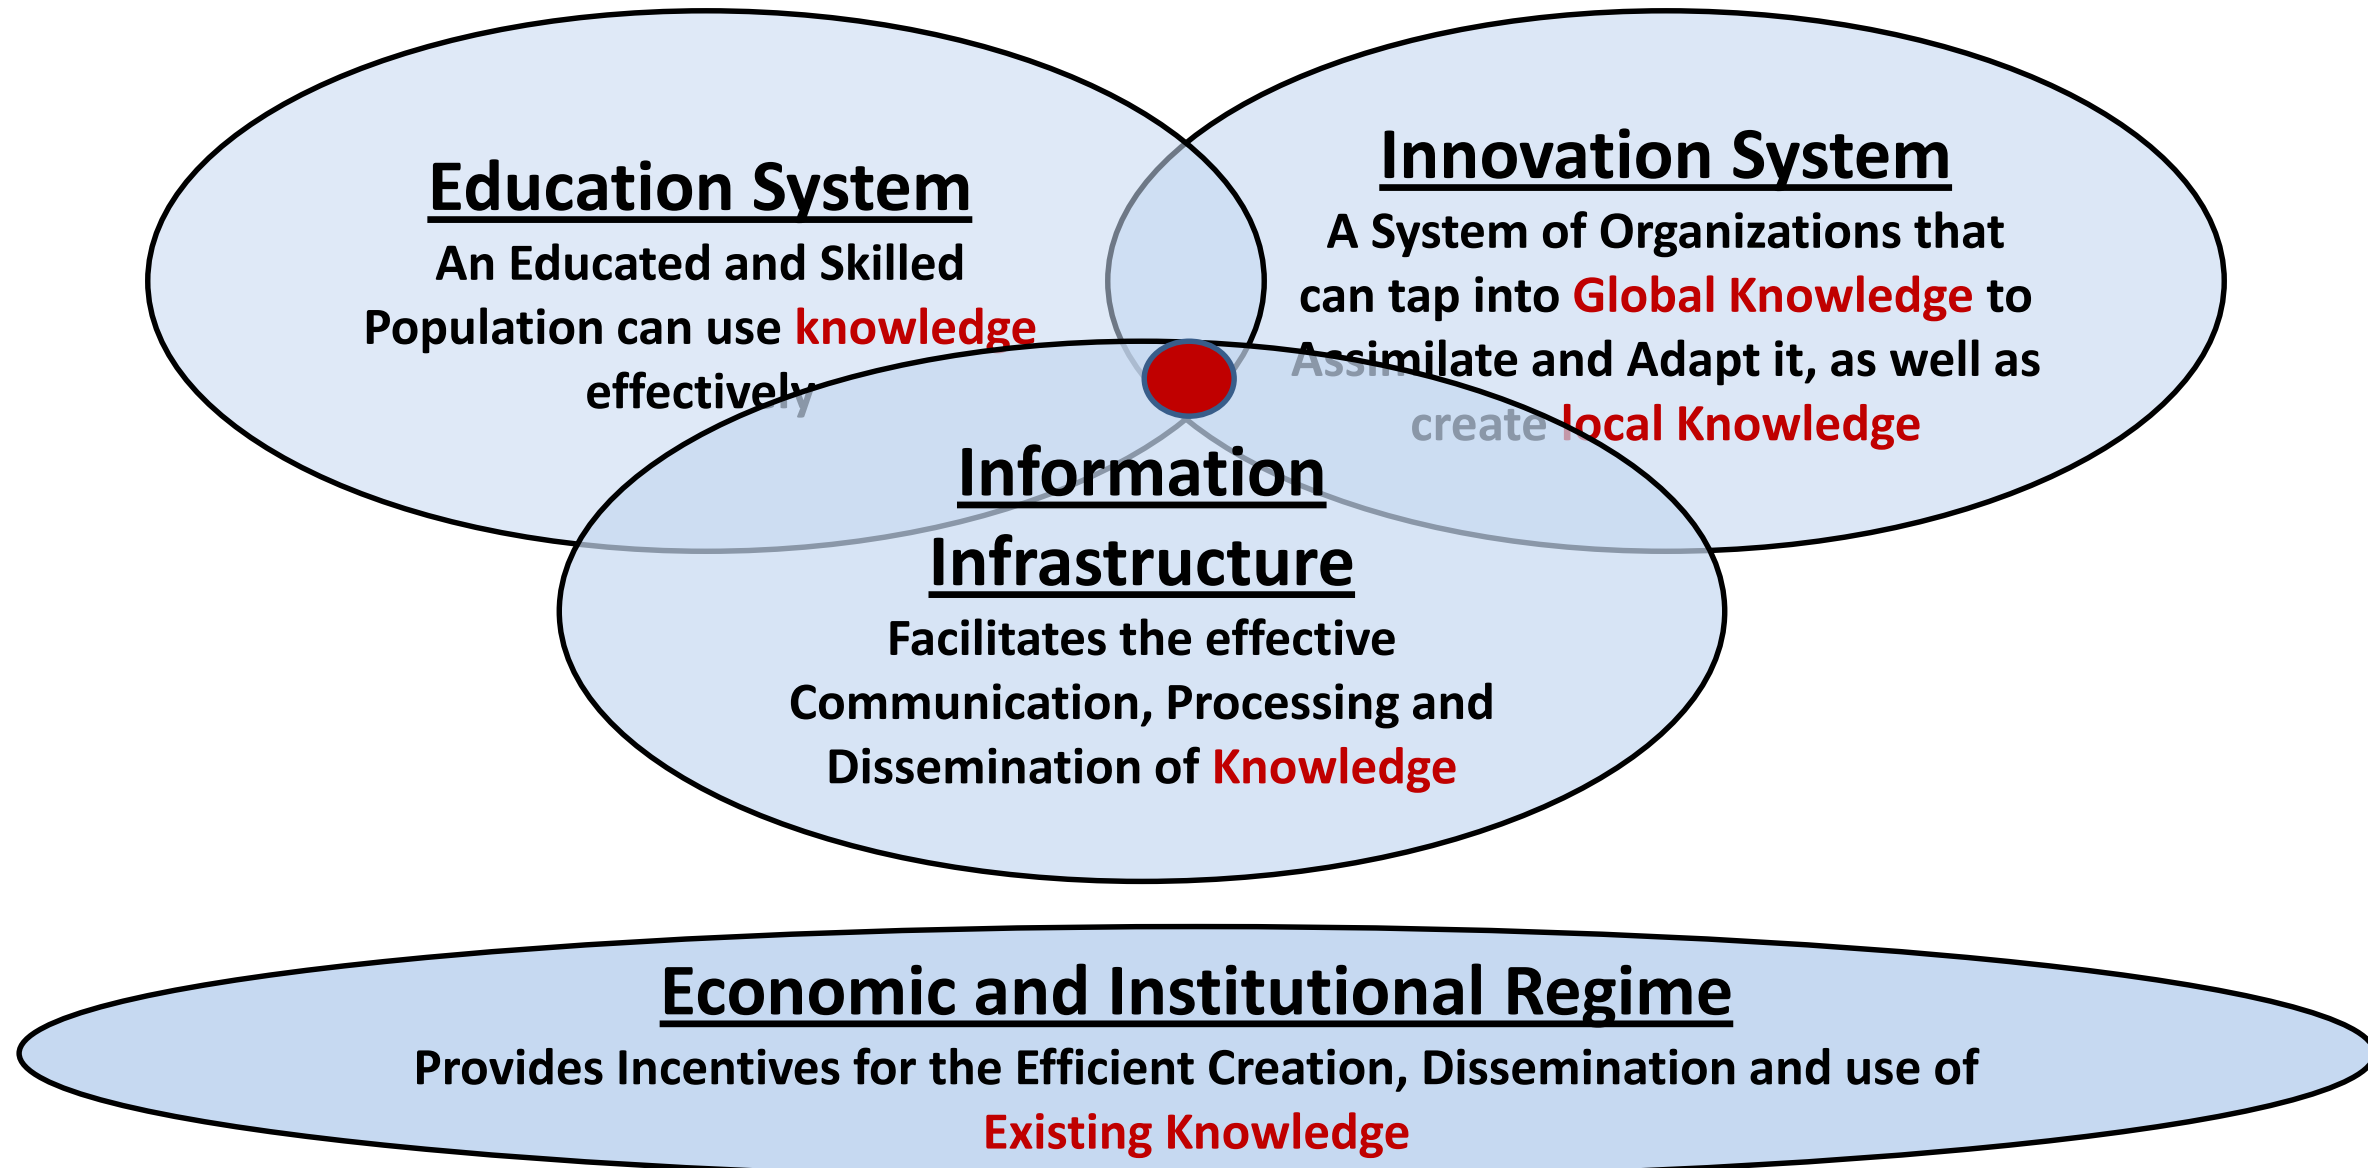 Education System
An Educated and Skilled
Population can use knowledge
effectively
Innovation System
A System of Organizations that
can tap into Global Knowledge to
Assimilate and Adapt it, as well as
create local Knowledge
Information
Infrastructure
Facilitates the effective
Communication, Processing and
Dissemination of Knowledge
Economic and Institutional Regime
Provides Incentives for the Efficient Creation, Dissemination and use of
Existing Knowledge